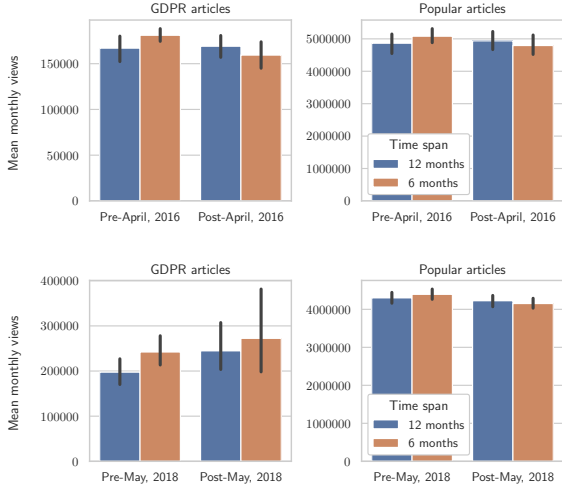 GDPR articles
Popular articles
Mean monthly views
150000
100000
50000
0
Pre-April, 2016
Post-April, 2016
5000000
4000000
3000000
2000000
1000000
0
Time span
12 months
6 months
Pre-April, 2016
Post-April, 2016
GDPR articles
Popular articles
Mean monthly views
400000
300000
200000
100000
0
Pre-May, 2018
Post-May, 2018
4000000
3000000
2000000
1000000
0
Time span
12 months
6 months
Pre-May, 2018
Post-May, 2018